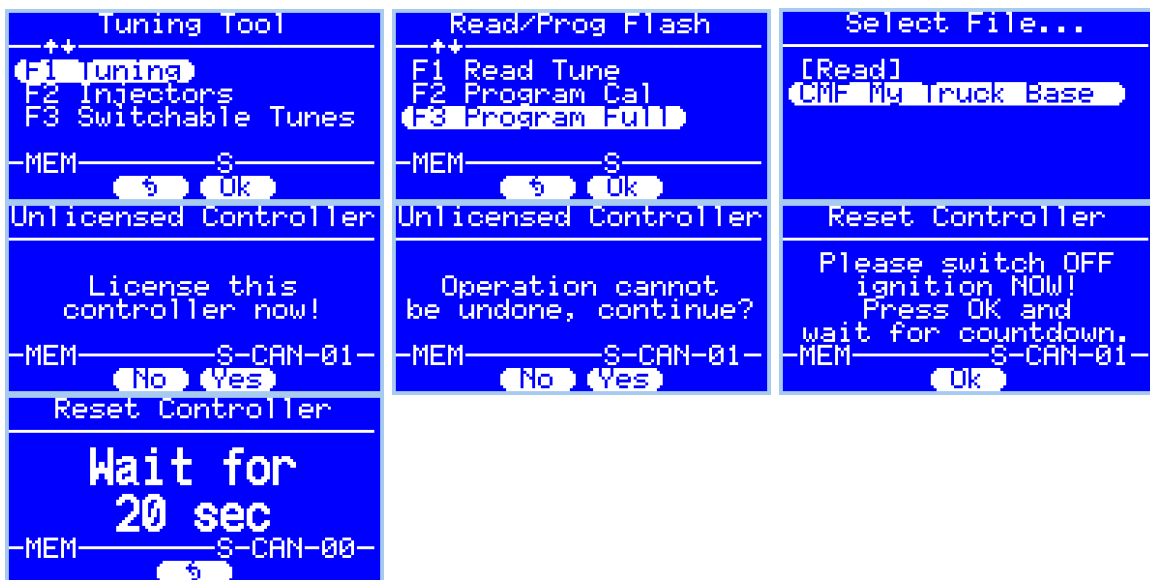 Tuning Tool
F1 Tuning
F2 Injectors
F3 Switchable Tunes
MEM S
Ok
Read/Prog Flash
F1 Read Tune
F2 Program Cal
F3 Program Full
MEM S
Ok
Select File...
[Read]
CMF My Truck Base
Unlicensed Controller
License this
controller now!
MEM S-CAN-01
No Yes
Unlicensed Controller
Operation cannot
be undone, continue?
MEM S-CAN-01
No Yes
Reset Controller
Please switch OFF
ignition NOW!
Press OK and
wait for countdown.
MEM S-CAN-01
Ok
Reset Controller
Wait for
20 sec
MEM S-CAN-00